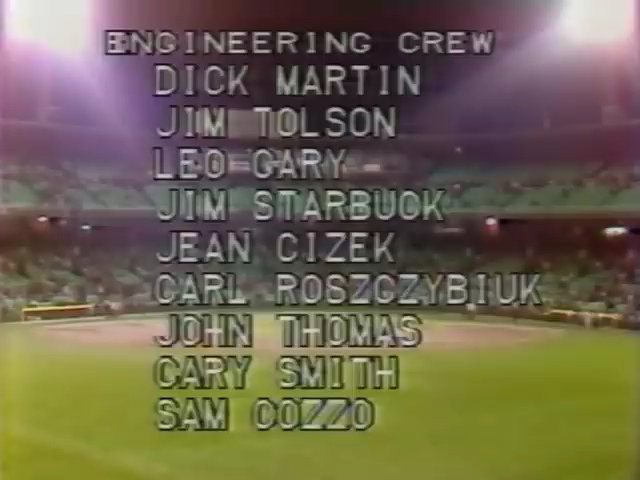 ENGINEERING CREW
DICK MARTIN
JIM TOLSON
LEO GARY
JIM STARBUCK
JEAN CIZEK
CARL ROSZCZYBIUK
JOHN THOMAS
GARY SMITH
SAM COZZO